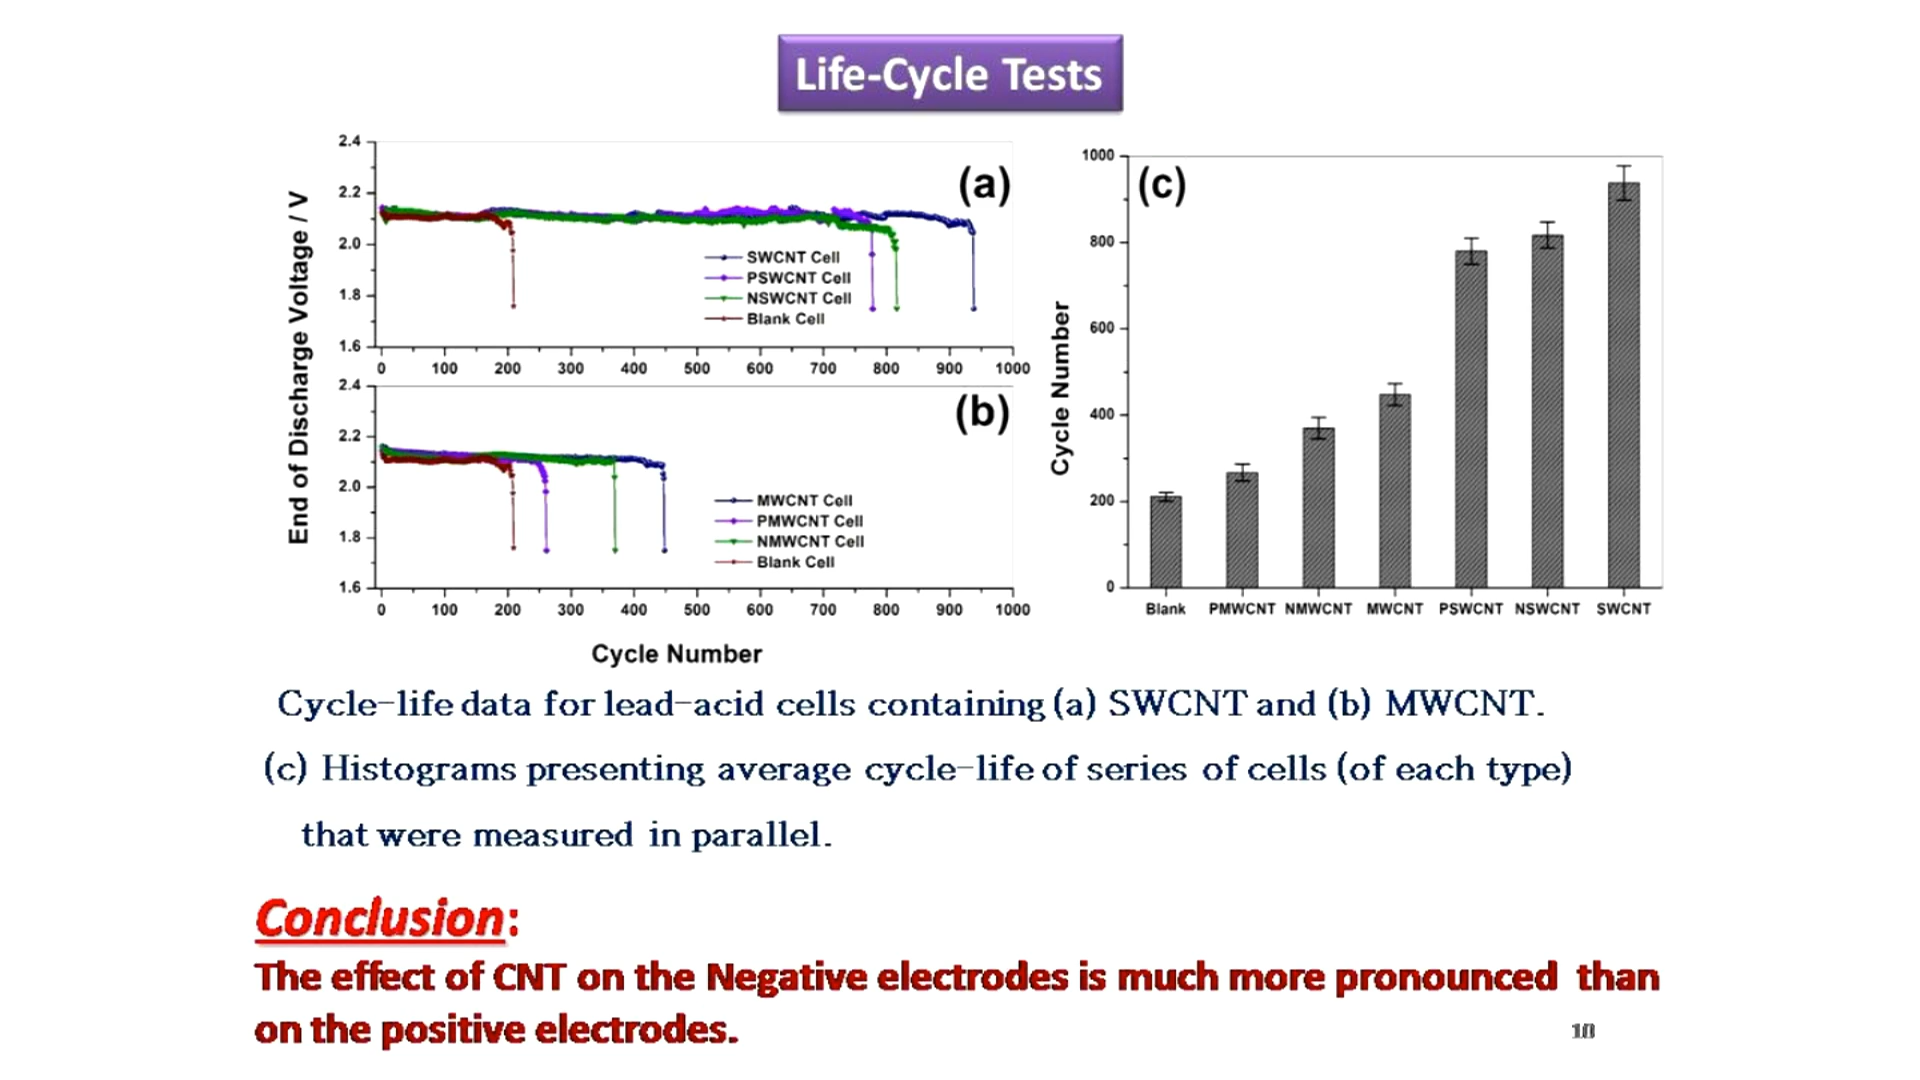 Life-Cycle Tests
End of Discharge Voltage / V
2.4
2.2
2.0
1.8
1.6
(a)
SWCNT Cell
PSWCNT Cell
NSWCNT Cell
Blank Cell
0 100 200 300 400 500 600 700 800 900 1000
2.4
2.2
2.0
1.8
1.6
(b)
MWCNT Cell
PMWCNT Cell
NMWCNT Cell
Blank Cell
0 100 200 300 400 500 600 700 800 900 1000
Cycle Number
Cycle Number
1000
800
600
400
200
0
(c)
Blank PMWCNT NMWCNT MWCNT PSWCNT NSWCNT SWCNT
Cycle-life data for lead-acid cells containing (a) SWCNT and (b) MWCNT.
(c) Histograms presenting average cycle-life of series of cells (of each type)
that were measured in parallel.
Conclusion:
The effect of CNT on the Negative electrodes is much more pronounced than
on the positive electrodes.